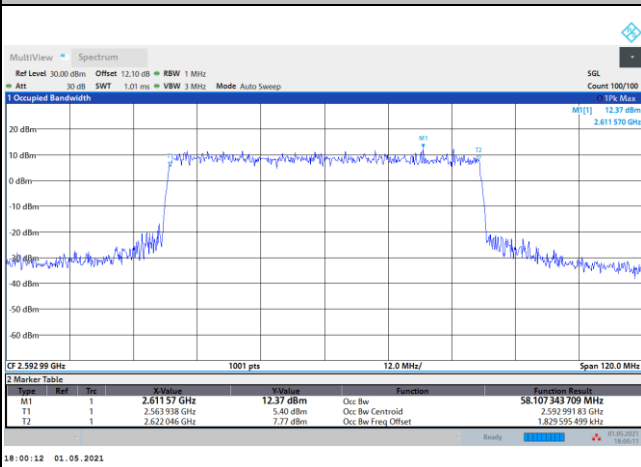 MultiView Spectrum
Ref Level 30.00 dBm Offset 12.10 dB RBW 1 MHz SGL
Att 30 dB SWT 1.01 ms VBW 3 MHz Mode Auto Sweep Count 100/100
1 Occupied Bandwidth 1Pk Max
M1[1] 12.37 dBm
2.611 570 GHz
20 dBm
M1
T2
10 dBm
T1
0 dBm
-10 dBm
-20 dBm
-30 dBm
-40 dBm
-50 dBm
-60 dBm
CF 2.592 99 GHz 1001 pts 12.0 MHz/ Span 120.0 MHz
2 Marker Table
Type Ref Trc X-Value Y-Value Function Function Result
M1 1 2.611 57 GHz 12.37 dBm Occ Bw 58.107 343 709 MHz
T1 1 2.563 938 GHz 5.40 dBm Occ Bw Centroid 2.592 991 83 GHz
T2 1 2.622 046 GHz 7.77 dBm Occ Bw Freq Offset 1.829 595 499 kHz
Ready 01.05.2021
18:00:11
18:00:12 01.05.2021